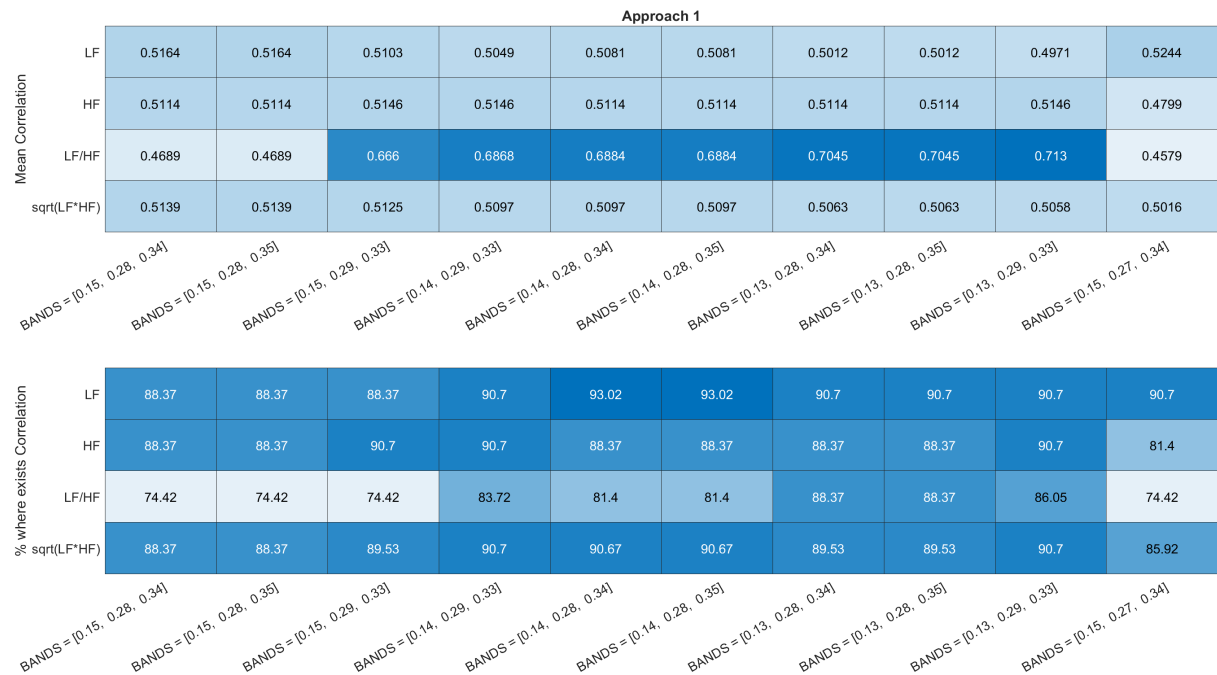 Approach 1
Mean Correlation
LF 0.5164 0.5164 0.5103 0.5049 0.5081 0.5081 0.5012 0.5012 0.4971 0.5244
HF 0.5114 0.5114 0.5146 0.5146 0.5114 0.5114 0.5114 0.5114 0.5146 0.4799
LF/HF 0.4689 0.4689 0.666 0.6868 0.6884 0.6884 0.7045 0.7045 0.713 0.4579
sqrt(LF*HF) 0.5139 0.5139 0.5125 0.5097 0.5097 0.5097 0.5063 0.5063 0.5058 0.5016
BANDS = [0.15, 0.28, 0.34]
BANDS = [0.15, 0.28, 0.35]
BANDS = [0.15, 0.29, 0.33]
BANDS = [0.14, 0.29, 0.33]
BANDS = [0.14, 0.28, 0.34]
BANDS = [0.14, 0.28, 0.35]
BANDS = [0.13, 0.28, 0.34]
BANDS = [0.13, 0.28, 0.35]
BANDS = [0.13, 0.29, 0.33]
BANDS = [0.15, 0.27, 0.34]
% where exists Correlation
LF 88.37 88.37 88.37 90.7 93.02 93.02 90.7 90.7 90.7 90.7
HF 88.37 88.37 90.7 90.7 88.37 88.37 88.37 88.37 90.7 81.4
LF/HF 74.42 74.42 74.42 83.72 81.4 81.4 88.37 88.37 86.05 74.42
sqrt(LF*HF) 88.37 88.37 89.53 90.7 90.67 90.67 89.53 89.53 90.7 85.92
BANDS = [0.15, 0.28, 0.34]
BANDS = [0.15, 0.28, 0.35]
BANDS = [0.15, 0.29, 0.33]
BANDS = [0.14, 0.29, 0.33]
BANDS = [0.14, 0.28, 0.34]
BANDS = [0.14, 0.28, 0.35]
BANDS = [0.13, 0.28, 0.34]
BANDS = [0.13, 0.28, 0.35]
BANDS = [0.13, 0.29, 0.33]
BANDS = [0.15, 0.27, 0.34]